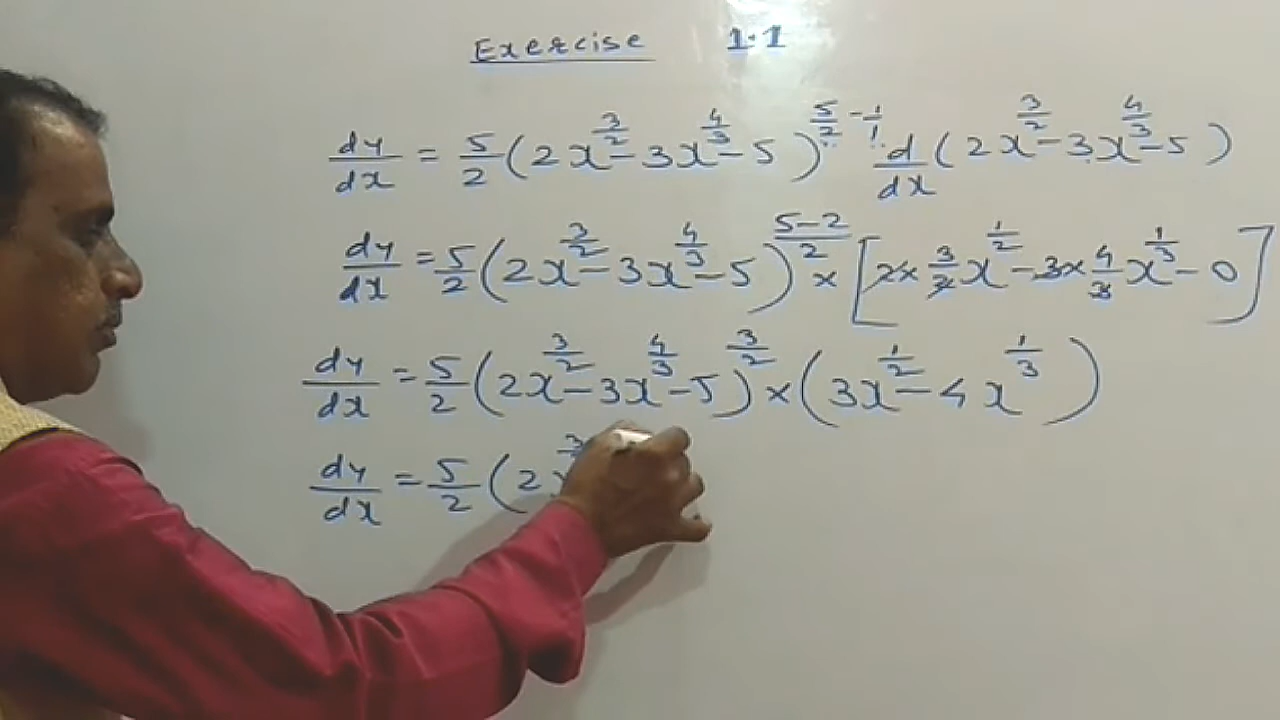 Exercise 1.1
dy/dx = 5/2 (2x^{3/2} - 3x^{4/3} - 5)^{5/2 - 1/1} d/dx (2x^{3/2} - 3x^{4/3} - 5)
dy/dx = 5/2 (2x^{3/2} - 3x^{4/3} - 5)^{(5-2)/2} × [2 × 3/2 x^{1/2} - 3 × 4/3 x^{1/3} - 0]
dy/dx = 5/2 (2x^{3/2} - 3x^{4/3} - 5)^{3/2} × (3x^{1/2} - 4x^{1/3})
dy/dx = 5/2 (2x